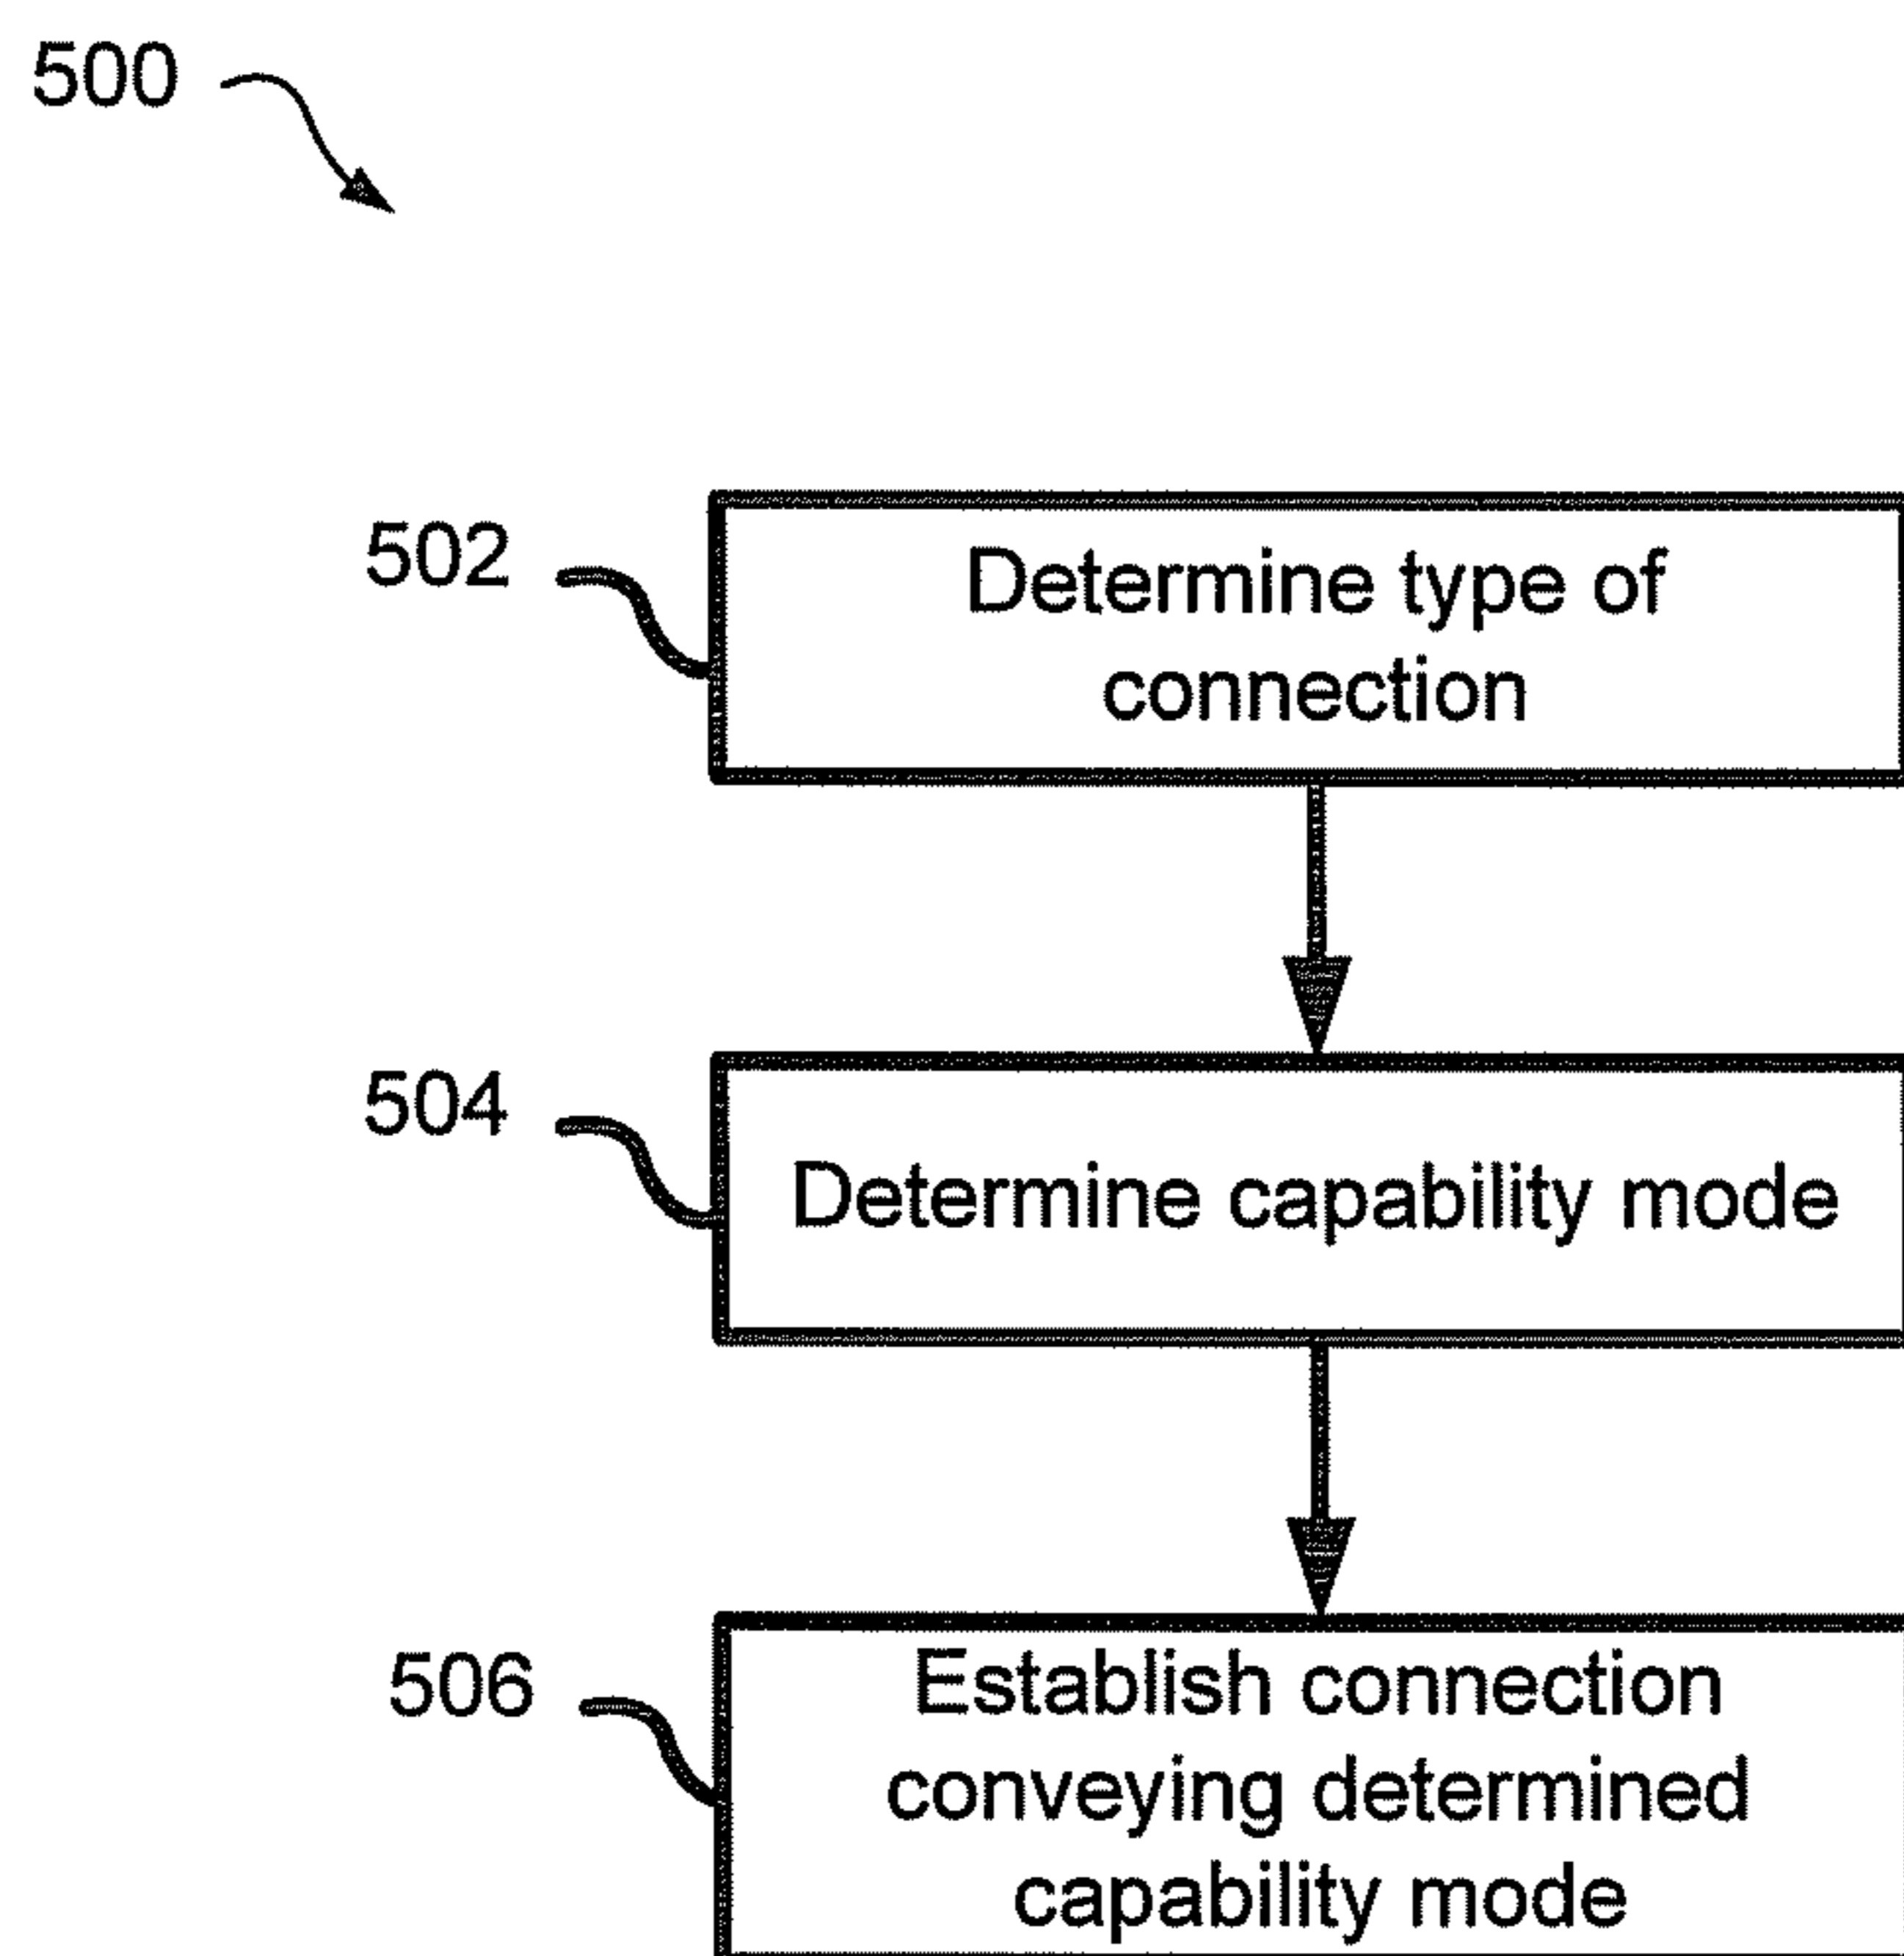 500
502
Determine type of
connection
504
Determine capability mode
506
Establish connection
conveying determined
capability mode